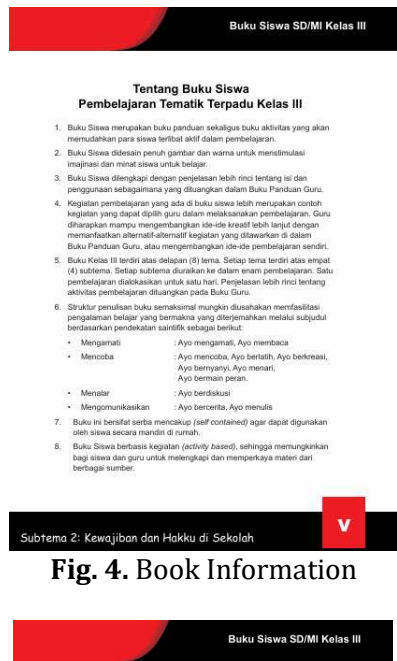 Buku Siswa SD/MI Kelas III
Tentang Buku Siswa
Pembelajaran Tematik Terpadu Kelas III
1. Buku Siswa merupakan buku panduan sekaligus buku aktivitas yang akan
memudahkan para siswa terlibat aktif dalam pembelajaran.
2. Buku Siswa didesain penuh gambar dan warna untuk menstimulasi
imajinasi dan minat siswa untuk belajar.
3. Buku Siswa dilengkapi dengan penjelasan lebih rinci tentang isi dan
penggunaan sebagaimana yang dituangkan dalam Buku Panduan Guru.
4. Kegiatan pembelajaran yang ada di buku siswa lebih merupakan contoh
kegiatan yang dapat dipilih guru dalam melaksanakan pembelajaran. Guru
diharapkan mampu mengembangkan ide-ide kreatif lebih lanjut dengan
memanfaatkan alternatif-alternatif kegiatan yang ditawarkan di dalam
Buku Panduan Guru, atau mengembangkan ide-ide pembelajaran sendiri.
5. Buku Kelas III terdiri atas delapan (8) tema. Setiap tema terdiri atas empat
(4) subtema. Setiap subtema diuraikan ke dalam enam pembelajaran. Satu
pembelajaran dialokasikan untuk satu hari. Penjelasan lebih rinci tentang
aktivitas pembelajaran dituangkan pada Buku Guru.
6. Struktur penulisan buku semaksimal mungkin diusahakan memfasilitasi
pengalaman belajar yang bermakna yang diterjemahkan melalui subjudul
berdasarkan pendekatan saintifik sebagai berikut:
• Mengamati : Ayo mengamati, Ayo membaca
• Mencoba : Ayo mencoba, Ayo berlatih, Ayo berkreasi,
Ayo bernyanyi, Ayo menari,
Ayo bermain peran.
• Menalar : Ayo berdiskusi
• Mengomunikasikan : Ayo bercerita, Ayo menulis
7. Buku ini bersifat serba mencakup (self contained) agar dapat digunakan
oleh siswa secara mandiri di rumah.
8. Buku Siswa berbasis kegiatan (activity based), sehingga memungkinkan
bagi siswa dan guru untuk melengkapi dan memperkaya materi dari
berbagai sumber.
Subtema 2: Kewajiban dan Hakku di Sekolah
v
Fig. 4. Book Information
Buku Siswa SD/MI Kelas III